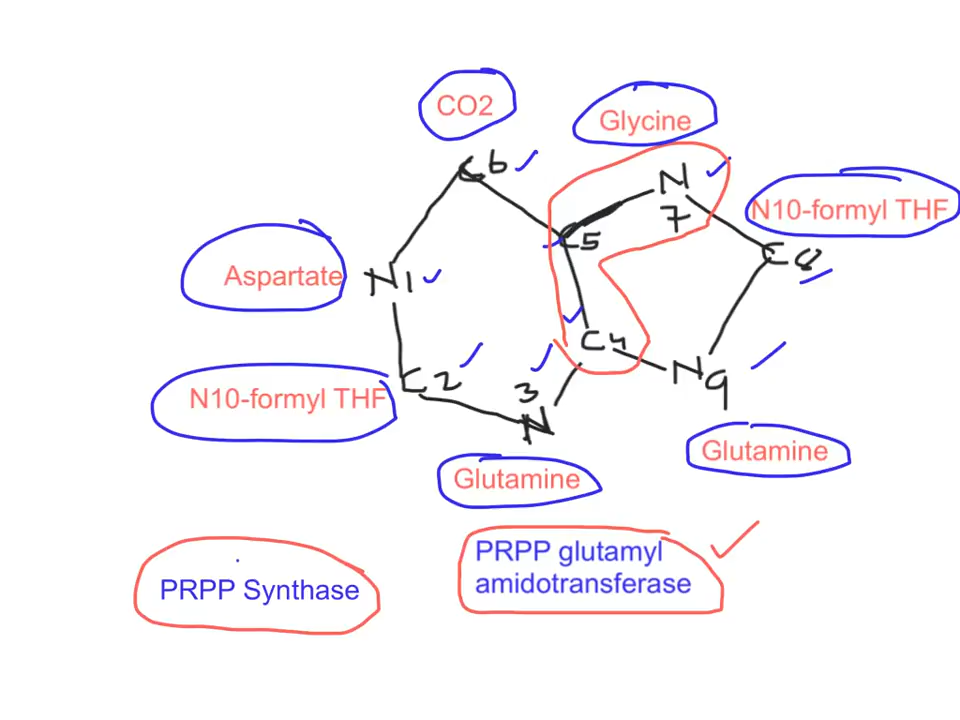 CO2
Glycine
C6
N
7
N10-formyl THF
C5
C8
Aspartate
N1
C4
N9
C2
3
N
N10-formyl THF
Glutamine
Glutamine
PRPP Synthase
PRPP glutamyl
amidotransferase